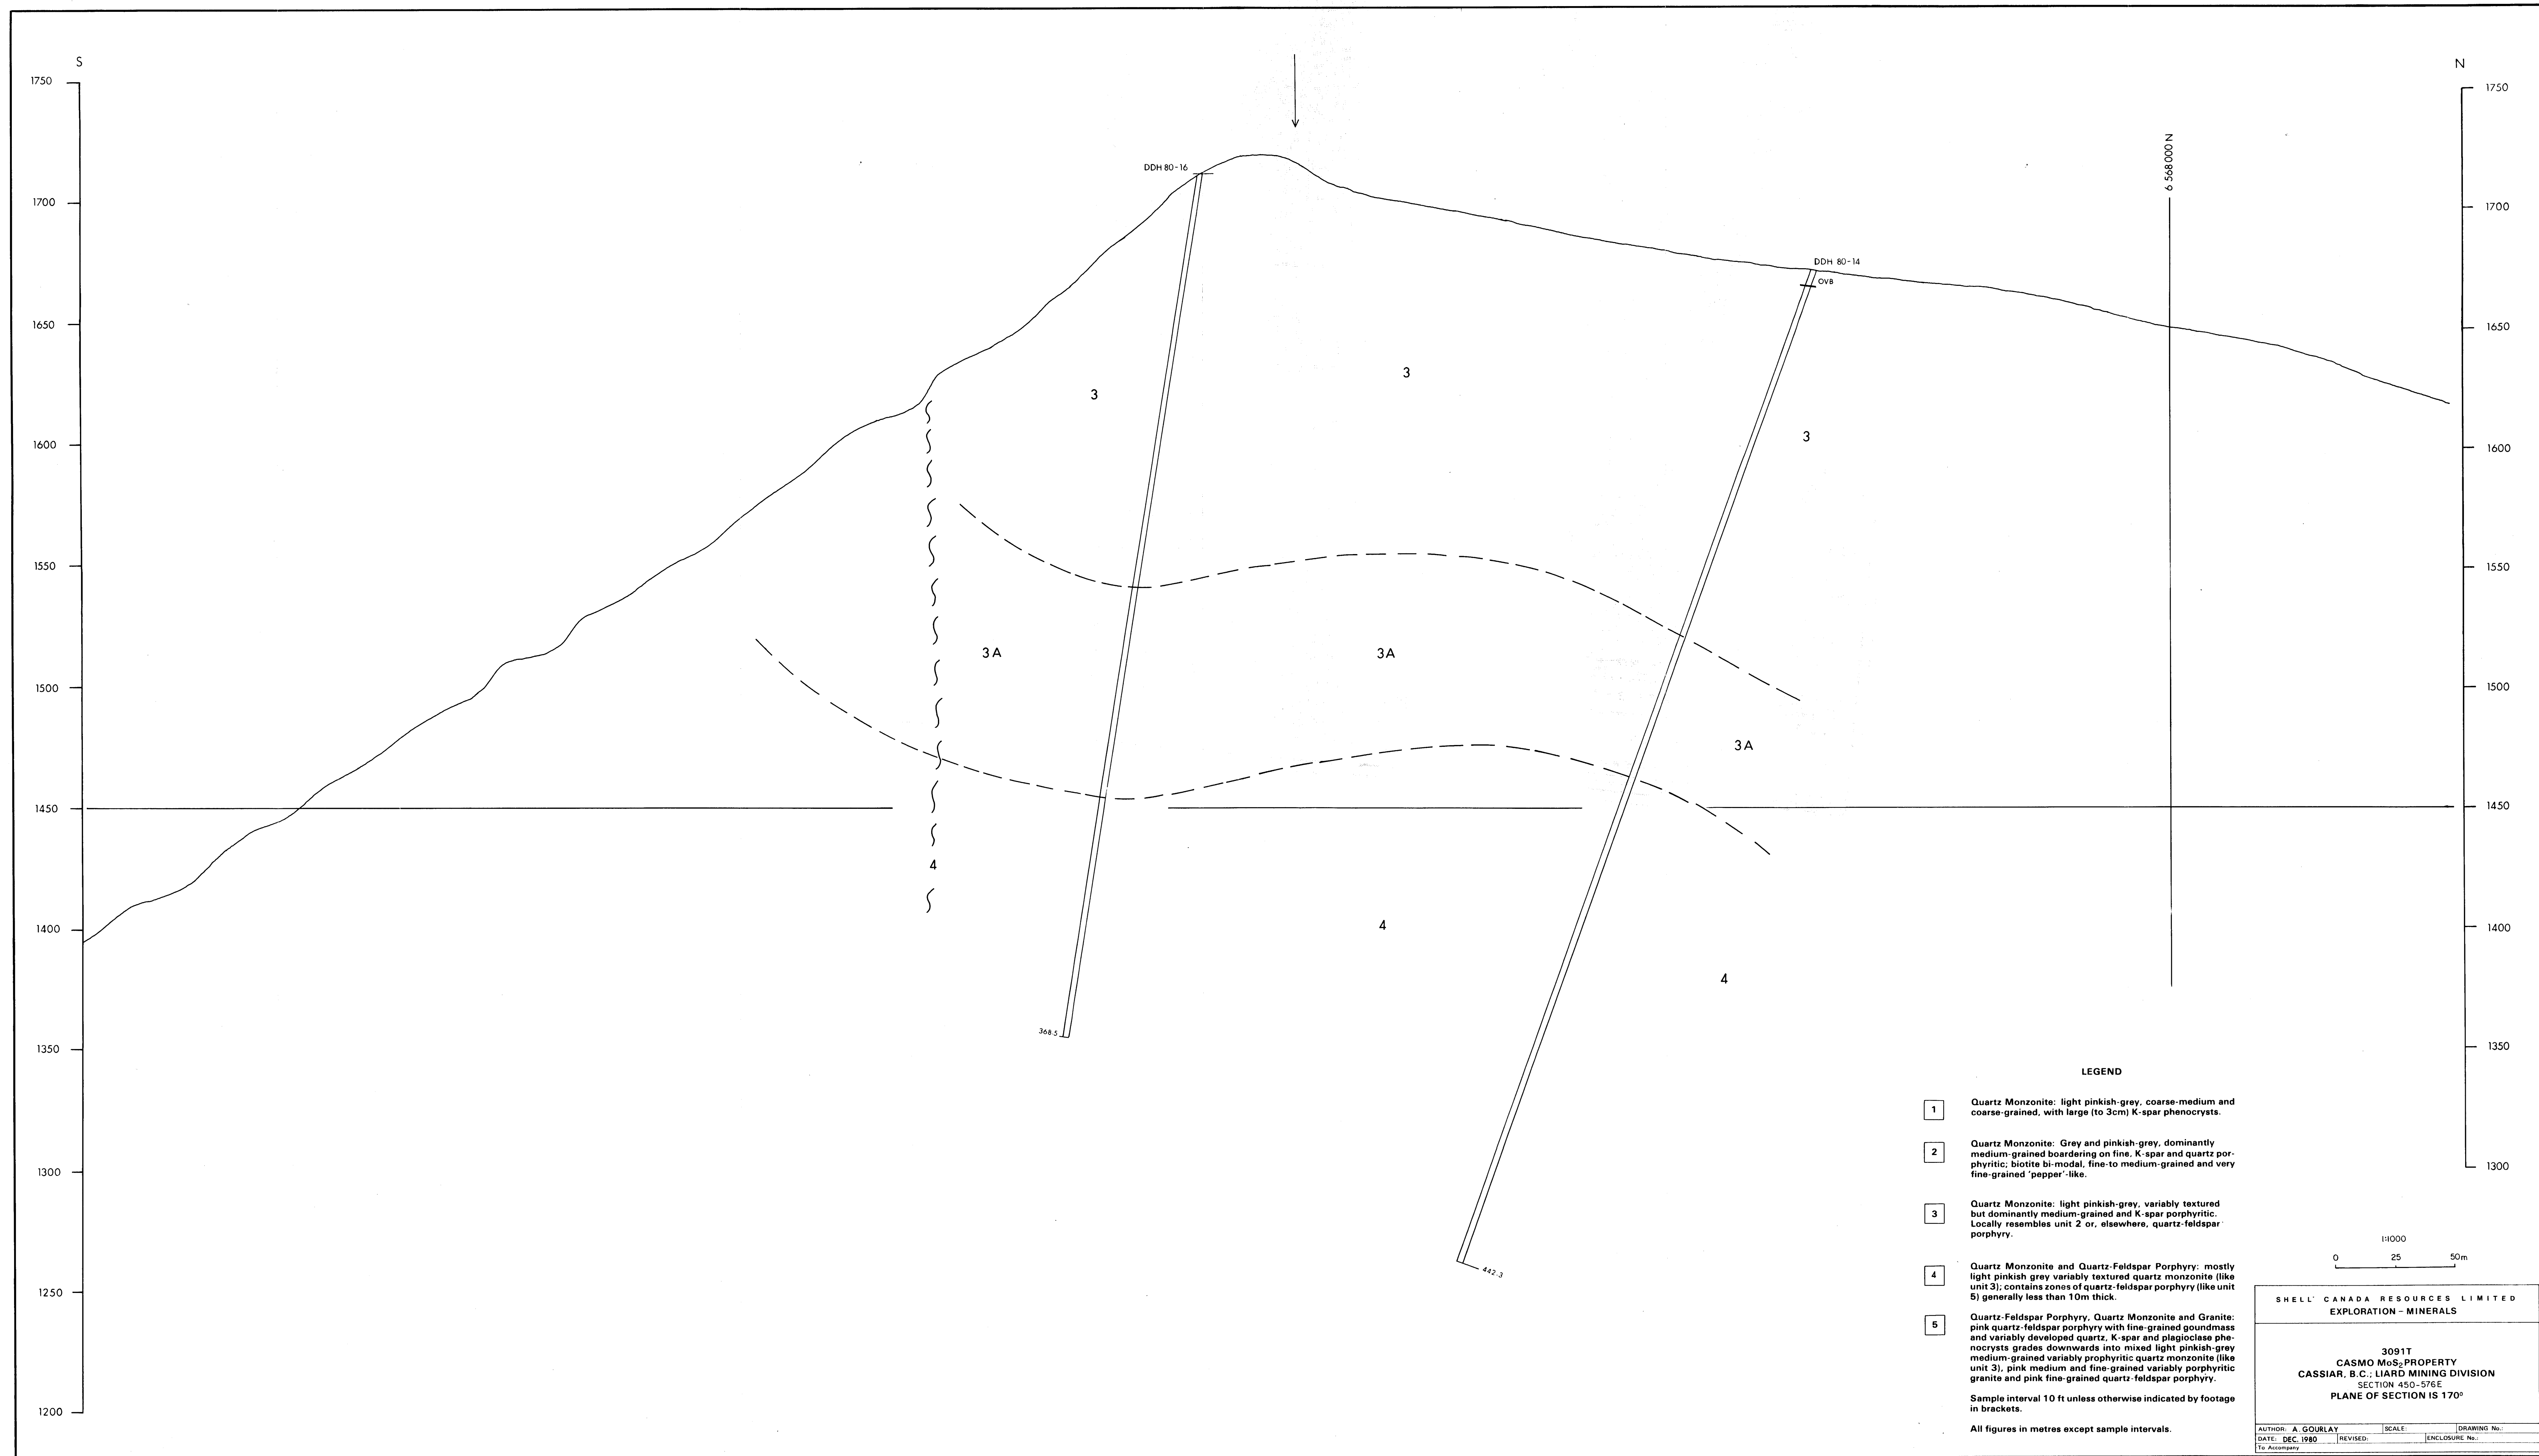 S
N
1750
1700
1650
1600
1550
1500
1450
1400
1350
1300
1250
1200
1750
1700
1650
1600
1550
1500
1450
1400
1350
1300
DDH 80-16
DDH 80-14
OVB
6 568 000 N
3
3
3
3A
3A
3A
4
4
4
368.5
442.3
LEGEND
1
Quartz Monzonite: light pinkish-grey, coarse-medium and
coarse-grained, with large (to 3cm) K-spar phenocrysts.
2
Quartz Monzonite: Grey and pinkish-grey, dominantly
medium-grained boardering on fine, K-spar and quartz por-
phyritic; biotite bi-modal, fine-to medium-grained and very
fine-grained 'pepper'-like.
3
Quartz Monzonite: light pinkish-grey, variably textured
but dominantly medium-grained and K-spar porphyritic.
Locally resembles unit 2 or, elsewhere, quartz-feldspar
porphyry.
4
Quartz Monzonite and Quartz-Feldspar Porphyry: mostly
light pinkish grey variably textured quartz monzonite (like
unit 3); contains zones of quartz-feldspar porphyry (like unit
5) generally less than 10m thick.
5
Quartz-Feldspar Porphyry, Quartz Monzonite and Granite:
pink quartz-feldspar porphyry with fine-grained goundmass
and variably developed quartz, K-spar and plagioclase phe-
nocrysts grades downwards into mixed light pinkish-grey
medium-grained variably prophyritic quartz monzonite (like
unit 3), pink medium and fine-grained variably porphyritic
granite and pink fine-grained quartz-feldspar porphyry.
Sample interval 10 ft unless otherwise indicated by footage
in brackets.
All figures in metres except sample intervals.
1:1000
0 25 50m
SHELL CANADA RESOURCES LIMITED
EXPLORATION – MINERALS
3091T
CASMO MoS₂ PROPERTY
CASSIAR, B.C.; LIARD MINING DIVISION
SECTION 450-576 E
PLANE OF SECTION IS 170º
AUTHOR: A. GOURLAY SCALE: DRAWING No.:
DATE: DEC. 1980 REVISED: ENCLOSURE No.:
To Accompany